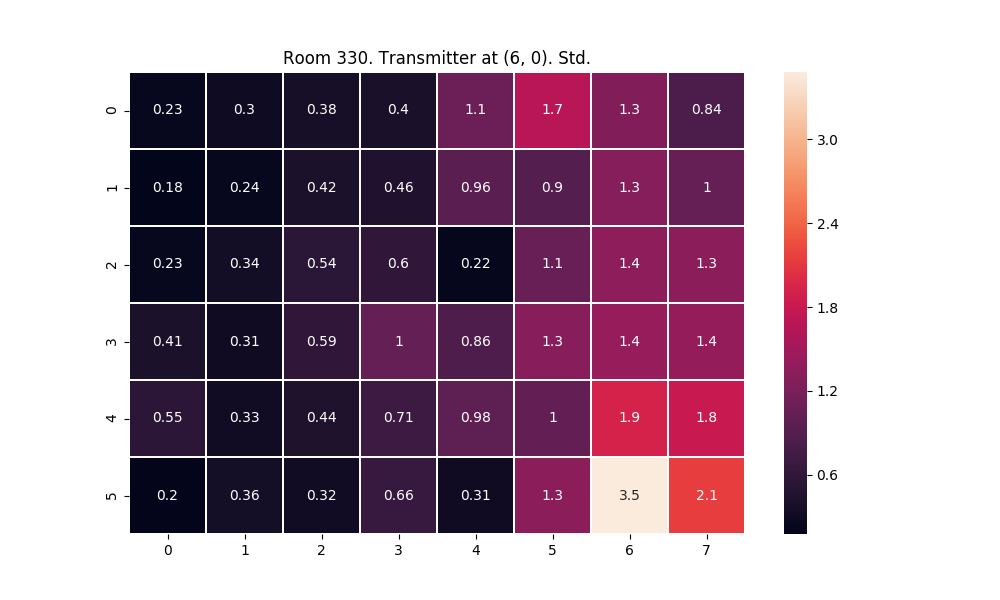 Room 330. Transmitter at (6, 0). Std.
0 0.23 0.3 0.38 0.4 1.1 1.7 1.3 0.84
1 0.18 0.24 0.42 0.46 0.96 0.9 1.3 1
2 0.23 0.34 0.54 0.6 0.22 1.1 1.4 1.3
3 0.41 0.31 0.59 1 0.86 1.3 1.4 1.4
4 0.55 0.33 0.44 0.71 0.98 1 1.9 1.8
5 0.2 0.36 0.32 0.66 0.31 1.3 3.5 2.1
0 1 2 3 4 5 6 7
3.0
2.4
1.8
1.2
0.6